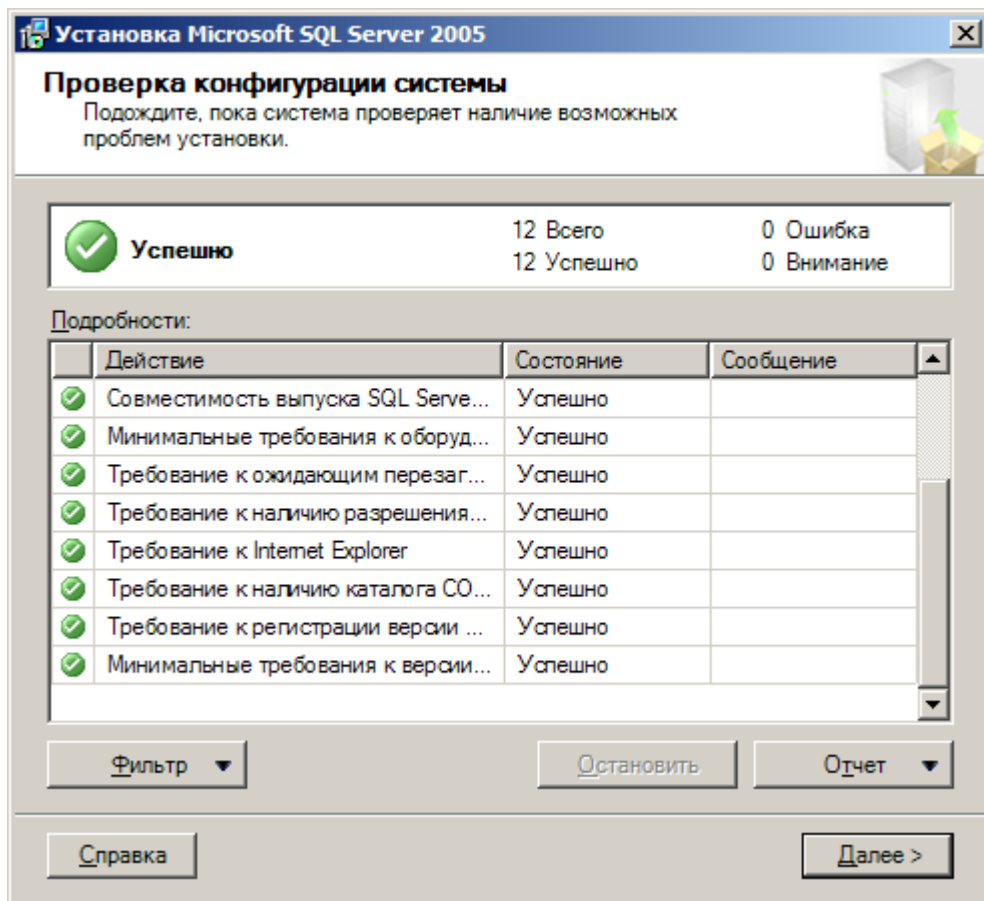 Установка Microsoft SQL Server 2005
Проверка конфигурации системы
Подождите, пока система проверяет наличие возможных
проблем установки.
Успешно
12 Всего 0 Ошибка
12 Успешно 0 Внимание
Подробности:
Действие Состояние Сообщение
Совместимость выпуска SQL Serve... Успешно
Минимальные требования к оборуд... Успешно
Требование к ожидающим перезаг... Успешно
Требование к наличию разрешения... Успешно
Требование к Internet Explorer Успешно
Требование к наличию каталога CO... Успешно
Требование к регистрации версии ... Успешно
Минимальные требования к версии... Успешно
Фильтр Остановить Отчет
Справка Далее >